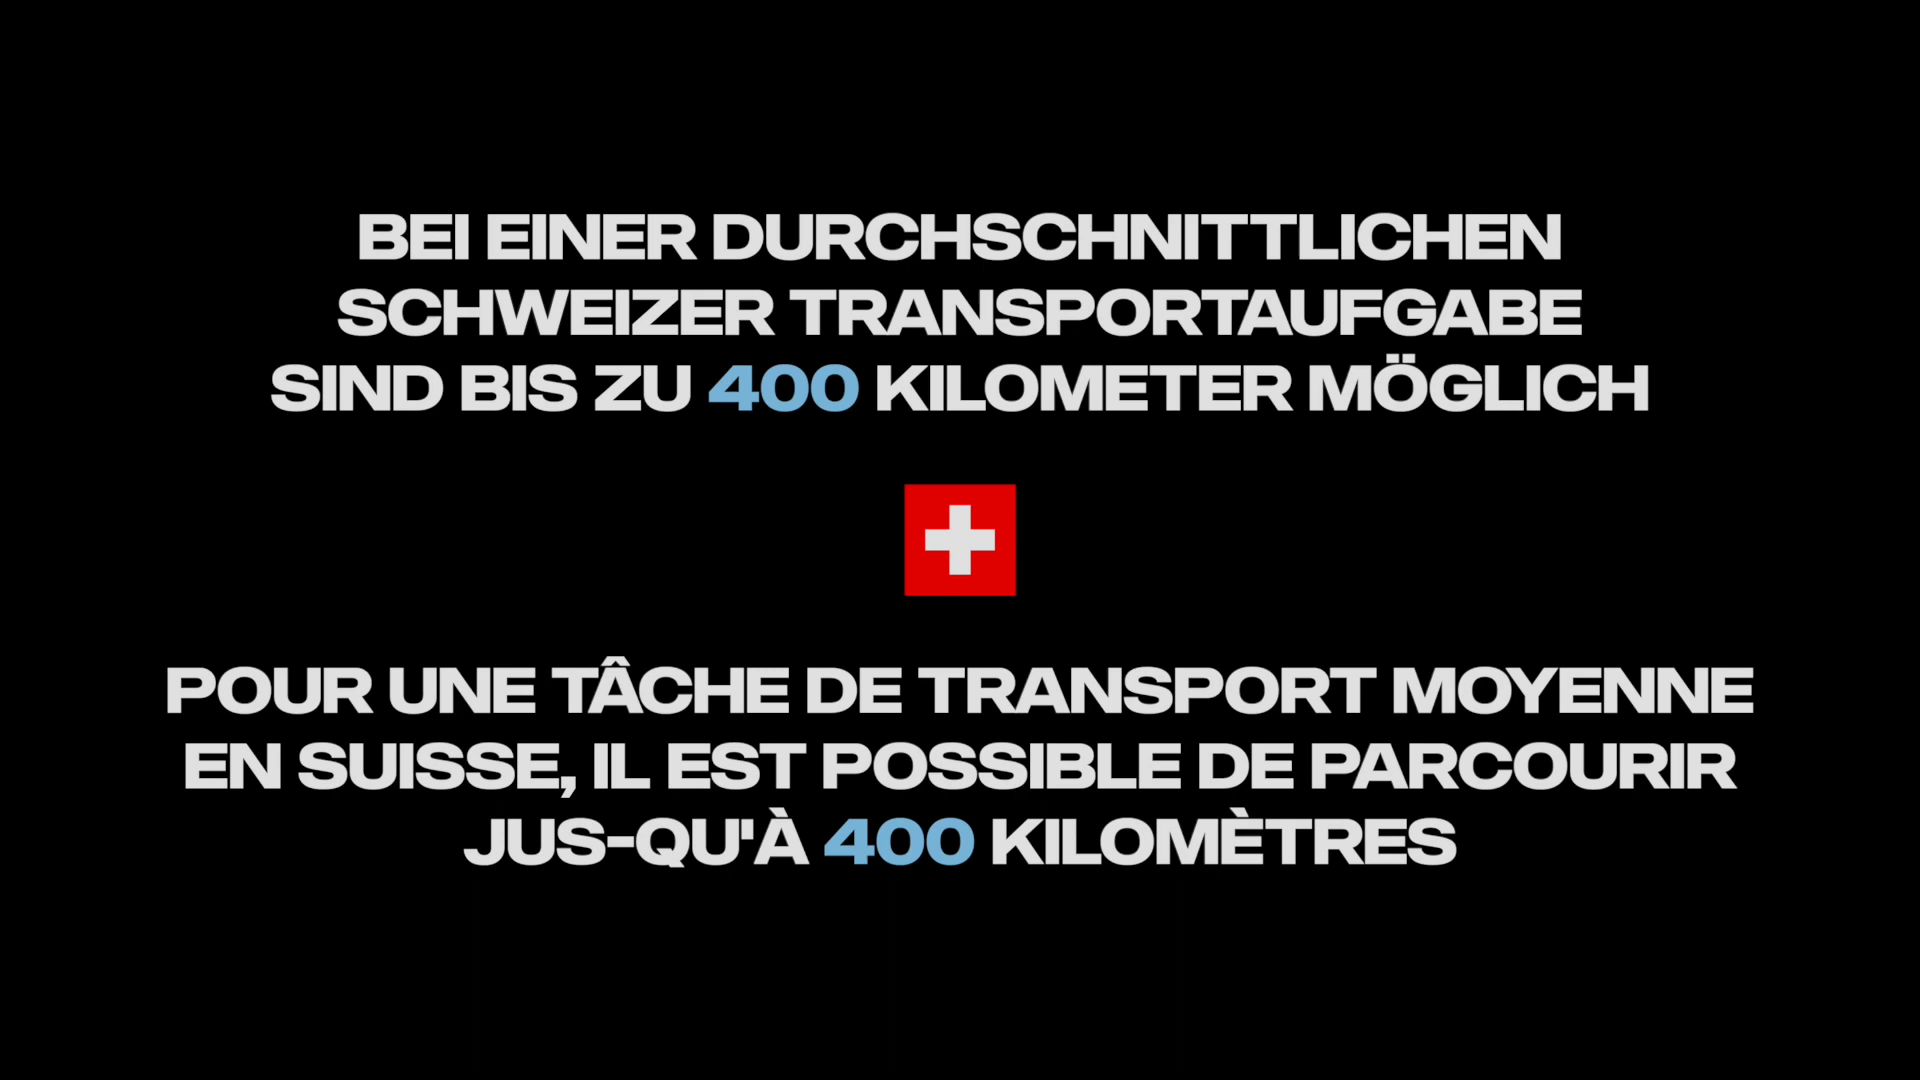 BEI EINER DURCHSCHNITTLICHEN
SCHWEIZER TRANSPORTAUFGABE
SIND BIS ZU 400 KILOMETER MÖGLICH
POUR UNE TÂCHE DE TRANSPORT MOYENNE
EN SUISSE, IL EST POSSIBLE DE PARCOURIR
JUS-QU'À 400 KILOMÈTRES